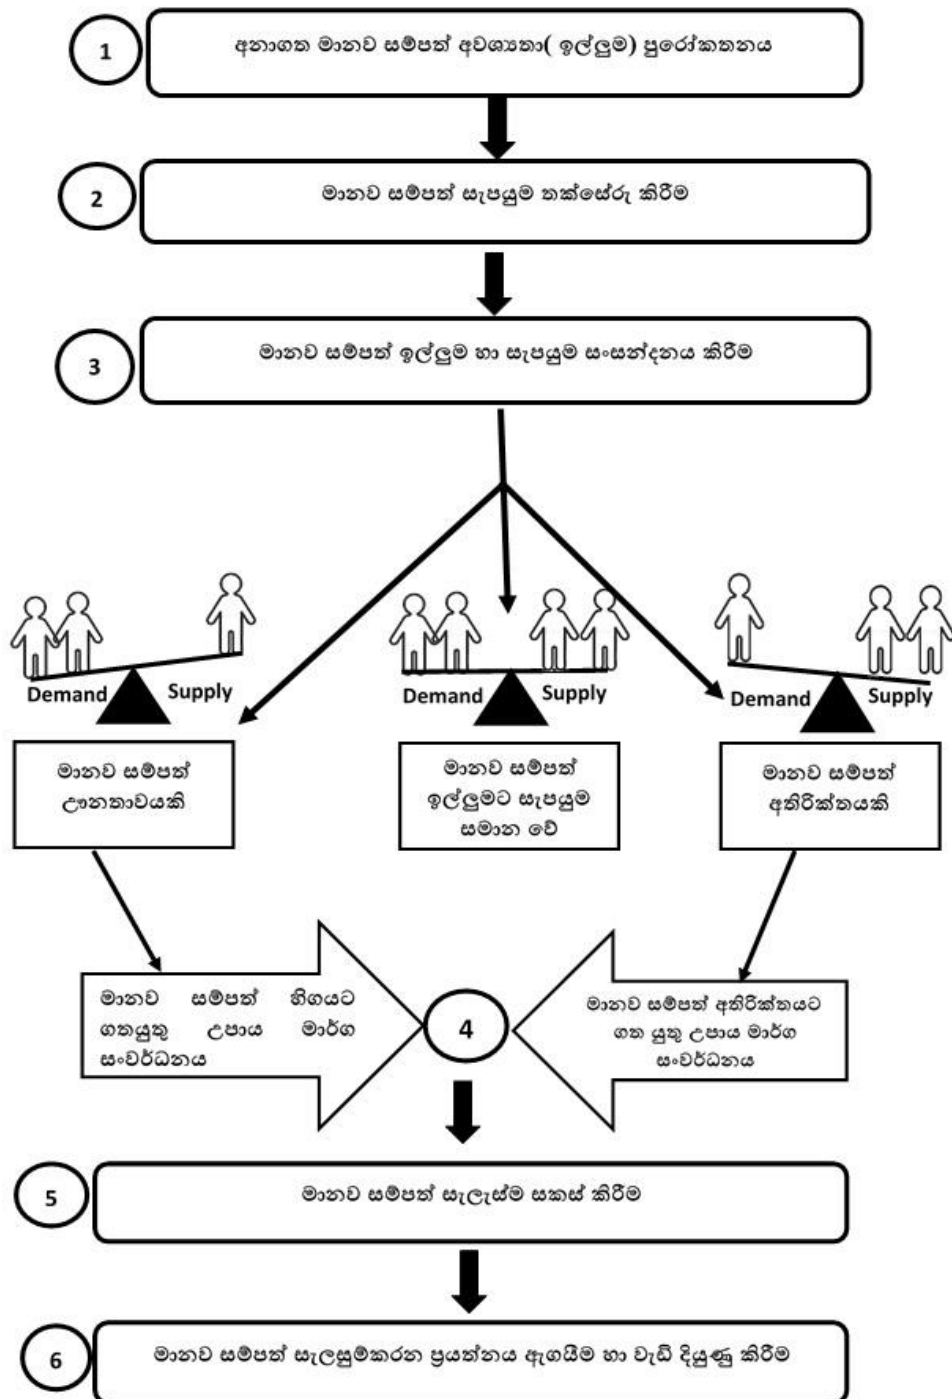 1
අනාගත මානව සම්පත් අවශ්‍යතා( ඉල්ලුම) පුරෝකතනය
2
මානව සම්පත් සැපයුම තක්සේරු කිරීම
3
මානව සම්පත් ඉල්ලුම හා සැපයුම සංසන්දනය කිරීම
Demand Supply
Demand Supply
Demand Supply
මානව සම්පත්
ඌනතාවයකි
මානව සම්පත්
ඉල්ලුමට සැපයුම
සමාන වේ
මානව සම්පත්
අතිරික්තයකි
මානව සම්පත් හිගයට
ගතයුතු උපාය මාර්ග
සංවර්ධනය
4
මානව සම්පත් අතිරික්තයට
ගත යුතු උපාය මාර්ග
සංවර්ධනය
5
මානව සම්පත් සැලැස්ම සකස් කිරීම
6
මානව සම්පත් සැලසුම්කරන ප්‍රයත්නය ඇගයීම හා වැඩි දියුණු කිරීම